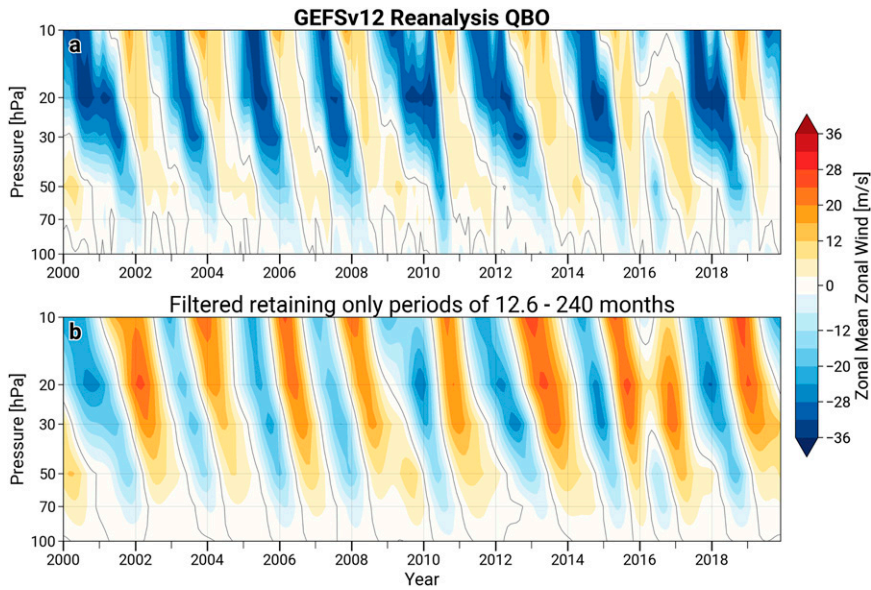 GEFSv12 Reanalysis QBO
a
10
20
30
50
70
100
Pressure [hPa]
2000 2002 2004 2006 2008 2010 2012 2014 2016 2018
Filtered retaining only periods of 12.6 - 240 months
b
10
20
30
50
70
100
Pressure [hPa]
2000 2002 2004 2006 2008 2010 2012 2014 2016 2018
Year
36
28
20
12
0
-12
-20
-28
-36
Zonal Mean Zonal Wind [m/s]